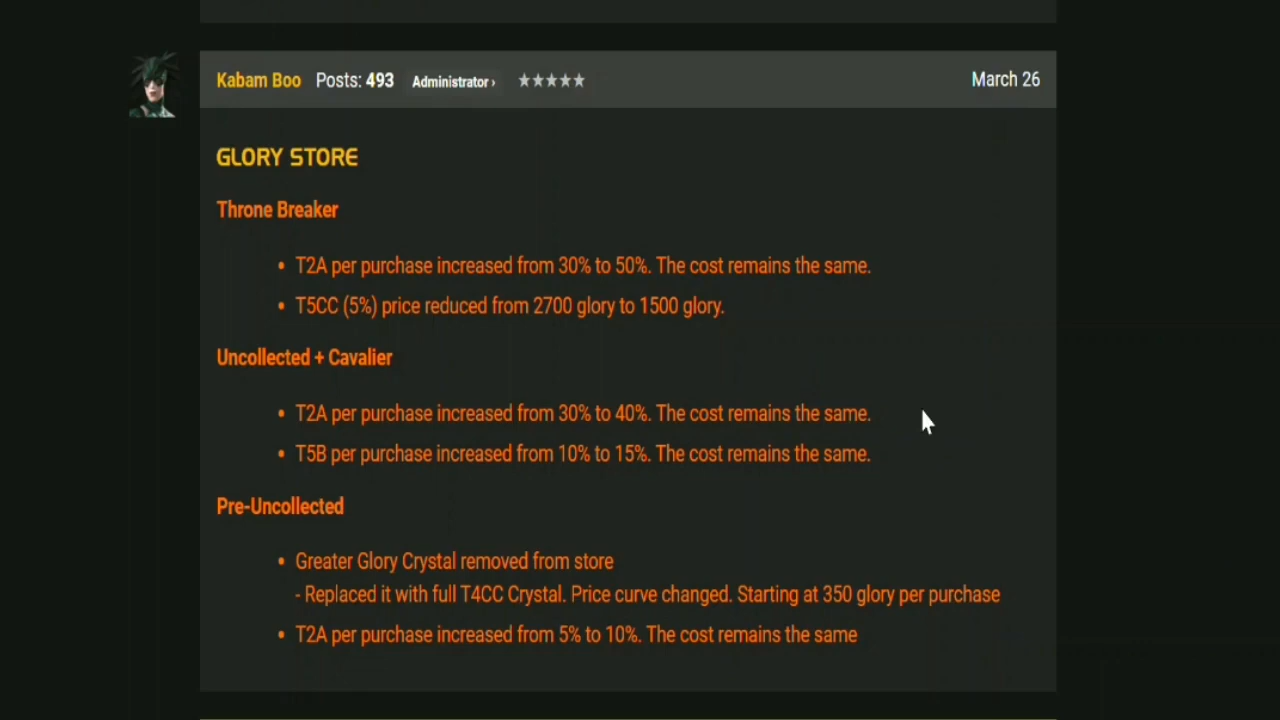 Kabam Boo Posts: 493 Administrator › ★★★★★ March 26
GLORY STORE
Throne Breaker
• T2A per purchase increased from 30% to 50%. The cost remains the same.
• T5CC (5%) price reduced from 2700 glory to 1500 glory.
Uncollected + Cavalier
• T2A per purchase increased from 30% to 40%. The cost remains the same.
• T5B per purchase increased from 10% to 15%. The cost remains the same.
Pre-Uncollected
• Greater Glory Crystal removed from store
- Replaced it with full T4CC Crystal. Price curve changed. Starting at 350 glory per purchase
• T2A per purchase increased from 5% to 10%. The cost remains the same